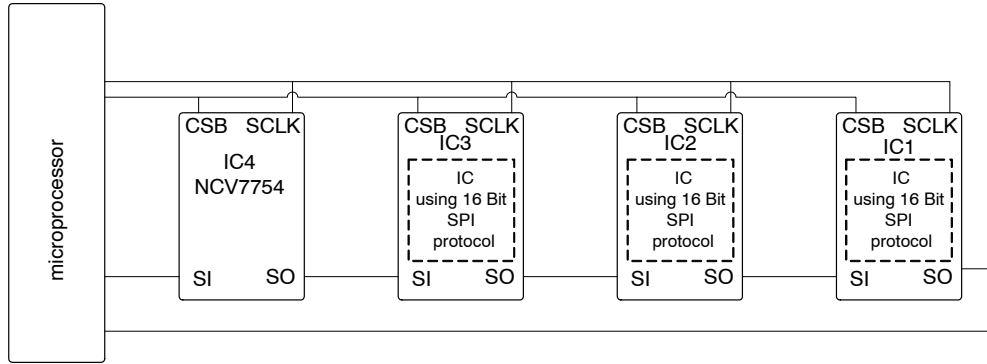 microprocessor
CSB SCLK
IC4
NCV7754
SI SO
CSB SCLK
IC3
IC
using 16 Bit
SPI
protocol
SI SO
CSB SCLK
IC2
IC
using 16 Bit
SPI
protocol
SI SO
CSB SCLK
IC1
IC
using 16 Bit
SPI
protocol
SI SO